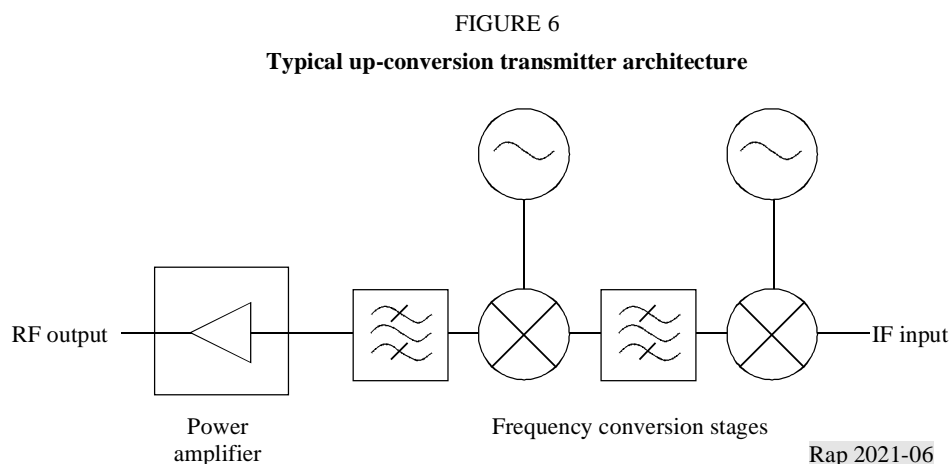 FIGURE 6
Typical up-conversion transmitter architecture
RF output
IF input
Power
amplifier
Frequency conversion stages
Rap 2021-06